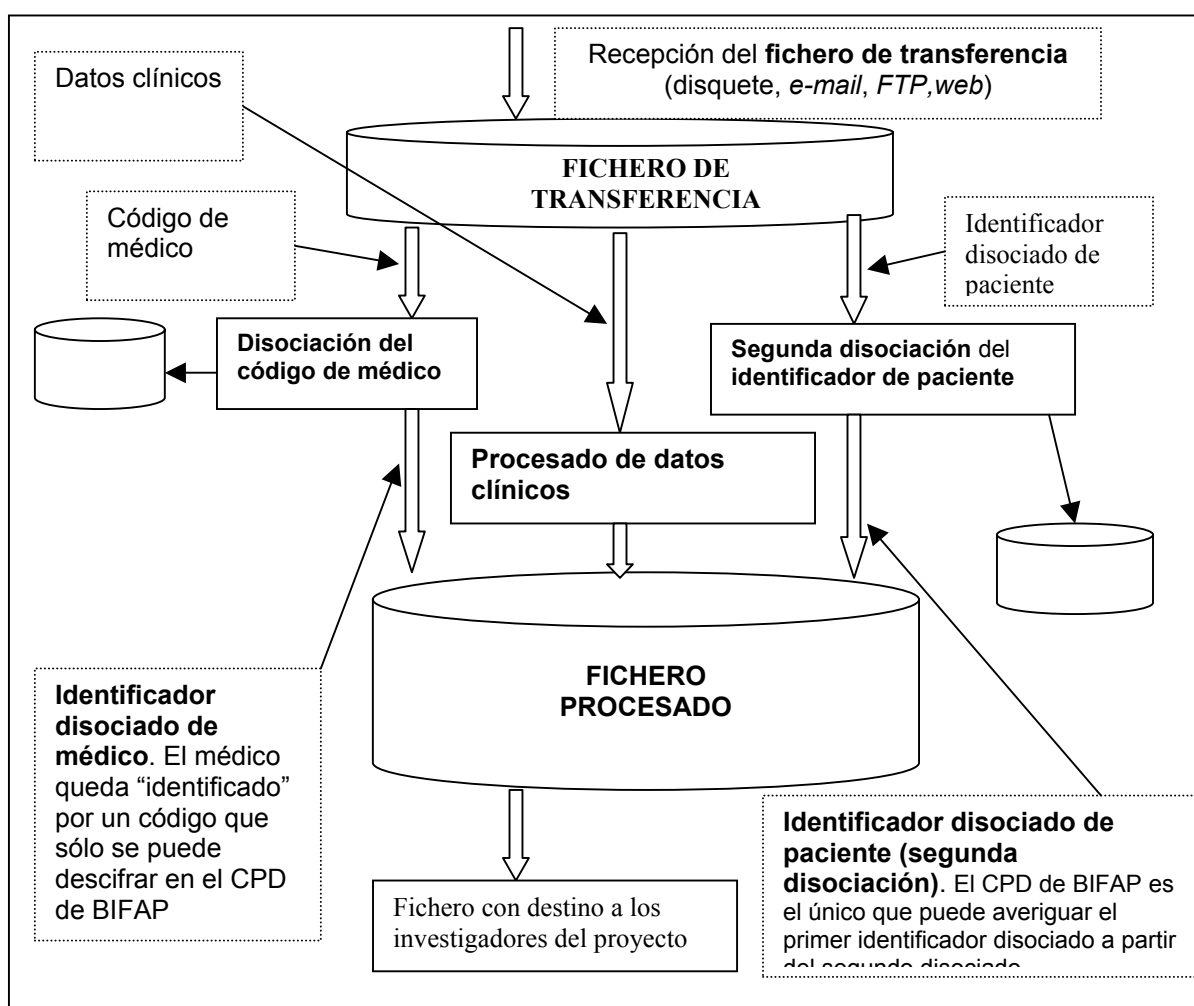 Recepción del fichero de transferencia
(disquete, e-mail, FTP,web)
Datos clínicos
FICHERO DE
TRANSFERENCIA
Código de
médico
Identificador
disociado de
paciente
Disociación del
código de médico
Segunda disociación del
identificador de paciente
Procesado de datos
clínicos
FICHERO
PROCESADO
Identificador
disociado de
médico. El médico
queda “identificado”
por un código que
sólo se puede
descifrar en el CPD
de BIFAP
Identificador disociado de
paciente (segunda
disociación). El CPD de BIFAP es
el único que puede averiguar el
primer identificador disociado a partir
del segundo disociado
Fichero con destino a los
investigadores del proyecto